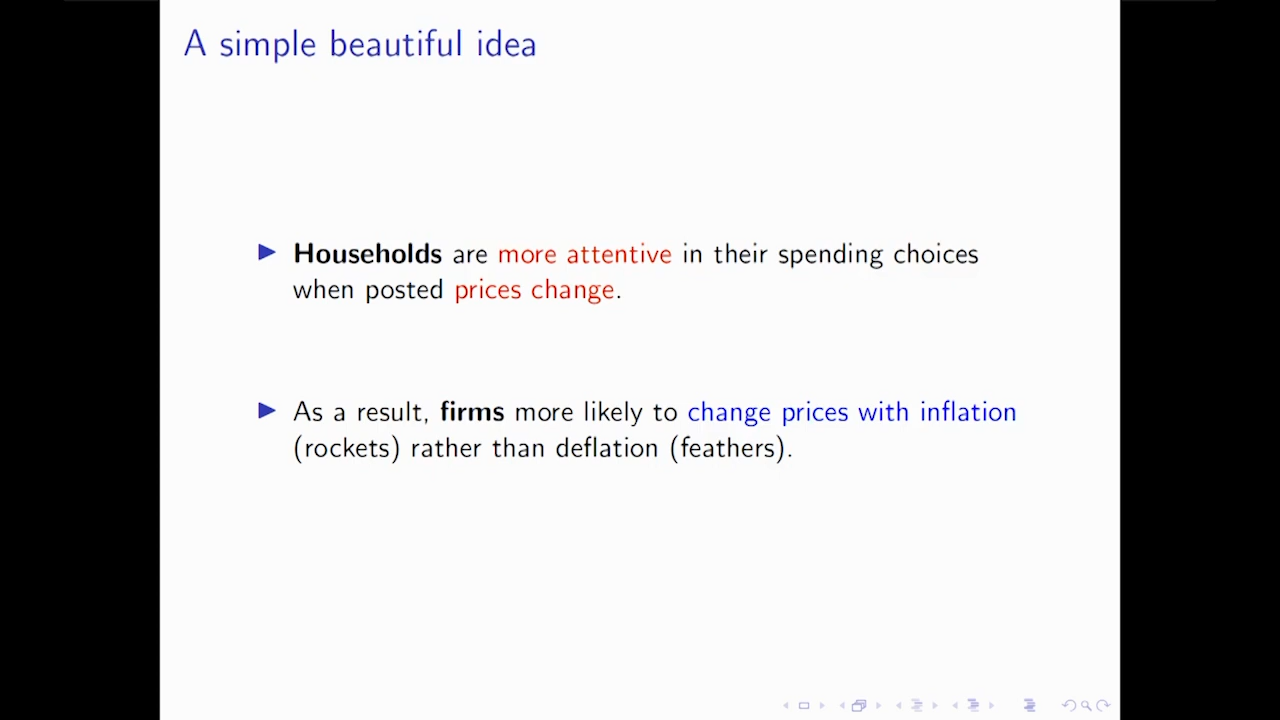 A simple beautiful idea
Households are more attentive in their spending choices
when posted prices change.
As a result, firms more likely to change prices with inflation
(rockets) rather than deflation (feathers).